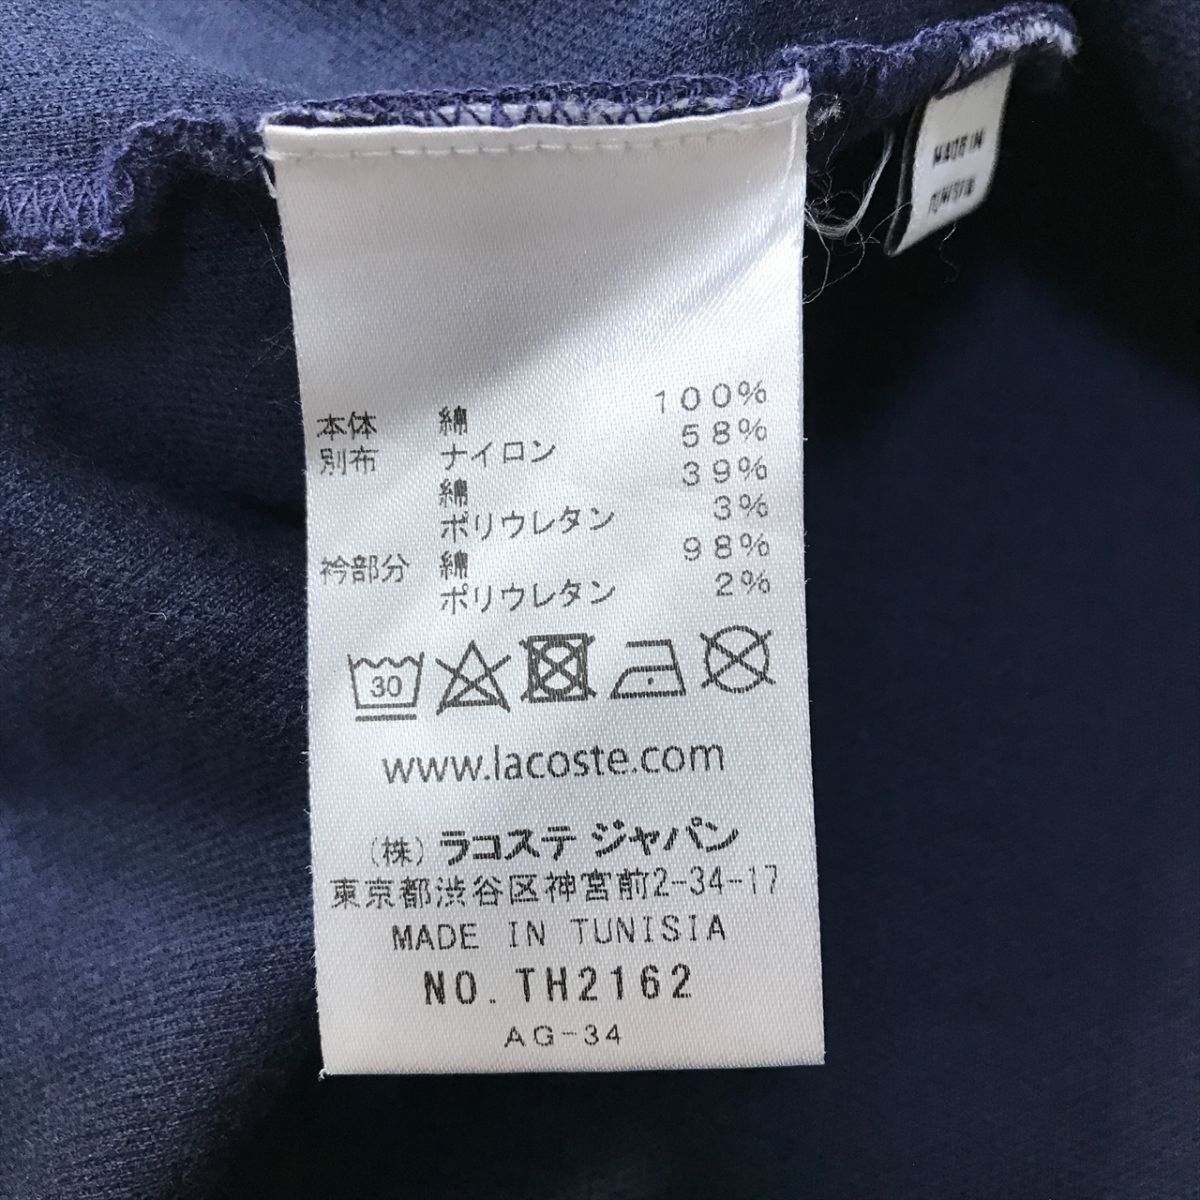 本体 綿 100%
別布 ナイロン 58%
綿 39%
ポリウレタン 3%
衿部分 綿 98%
ポリウレタン 2%
30
www.lacoste.com
(株) ラコステ ジャパン
東京都渋谷区神宮前2-34-17
MADE IN TUNISIA
NO. TH2162
AG-34
MADE IN
TUNISIA